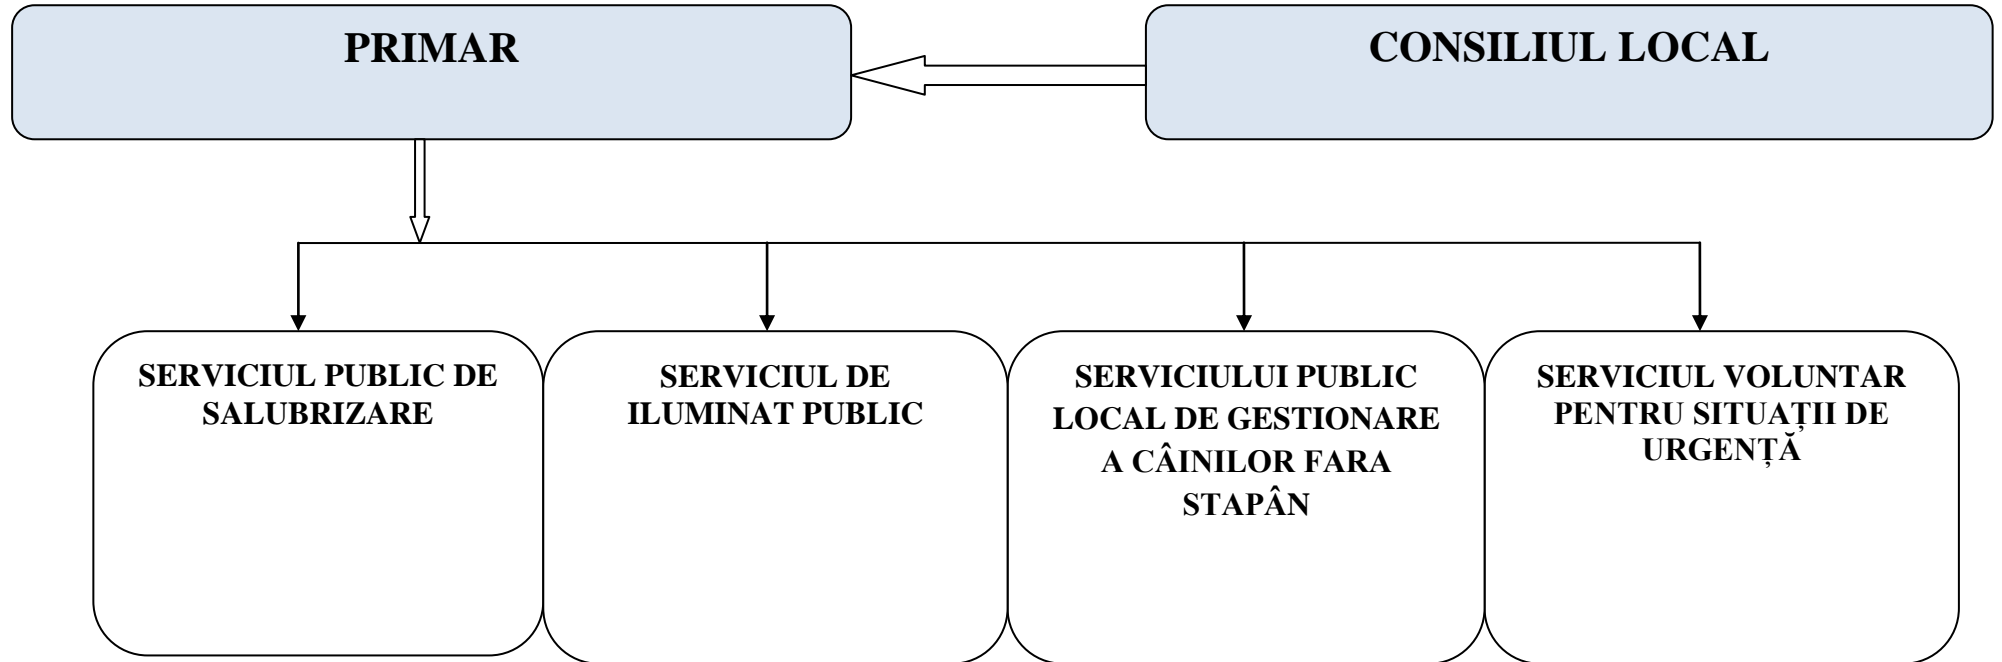 PRIMAR
CONSILIUL LOCAL
SERVICIUL PUBLIC DE
SALUBRIZARE
SERVICIUL DE
ILUMINAT PUBLIC
SERVICIULUI PUBLIC
LOCAL DE GESTIONARE
A CÂINILOR FARA
STAPÂN
SERVICIUL VOLUNTAR
PENTRU SITUAȚII DE
URGENȚĂ